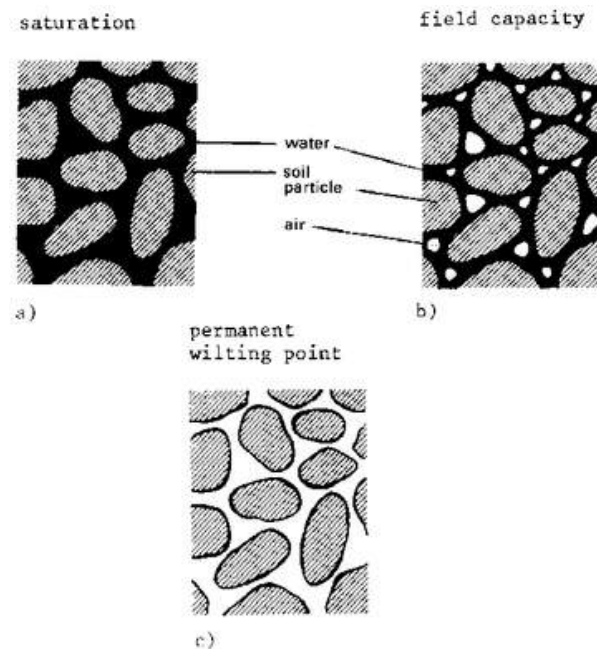 saturation
field capacity
water
soil
particle
air
a)
b)
permanent
wilting point
c)